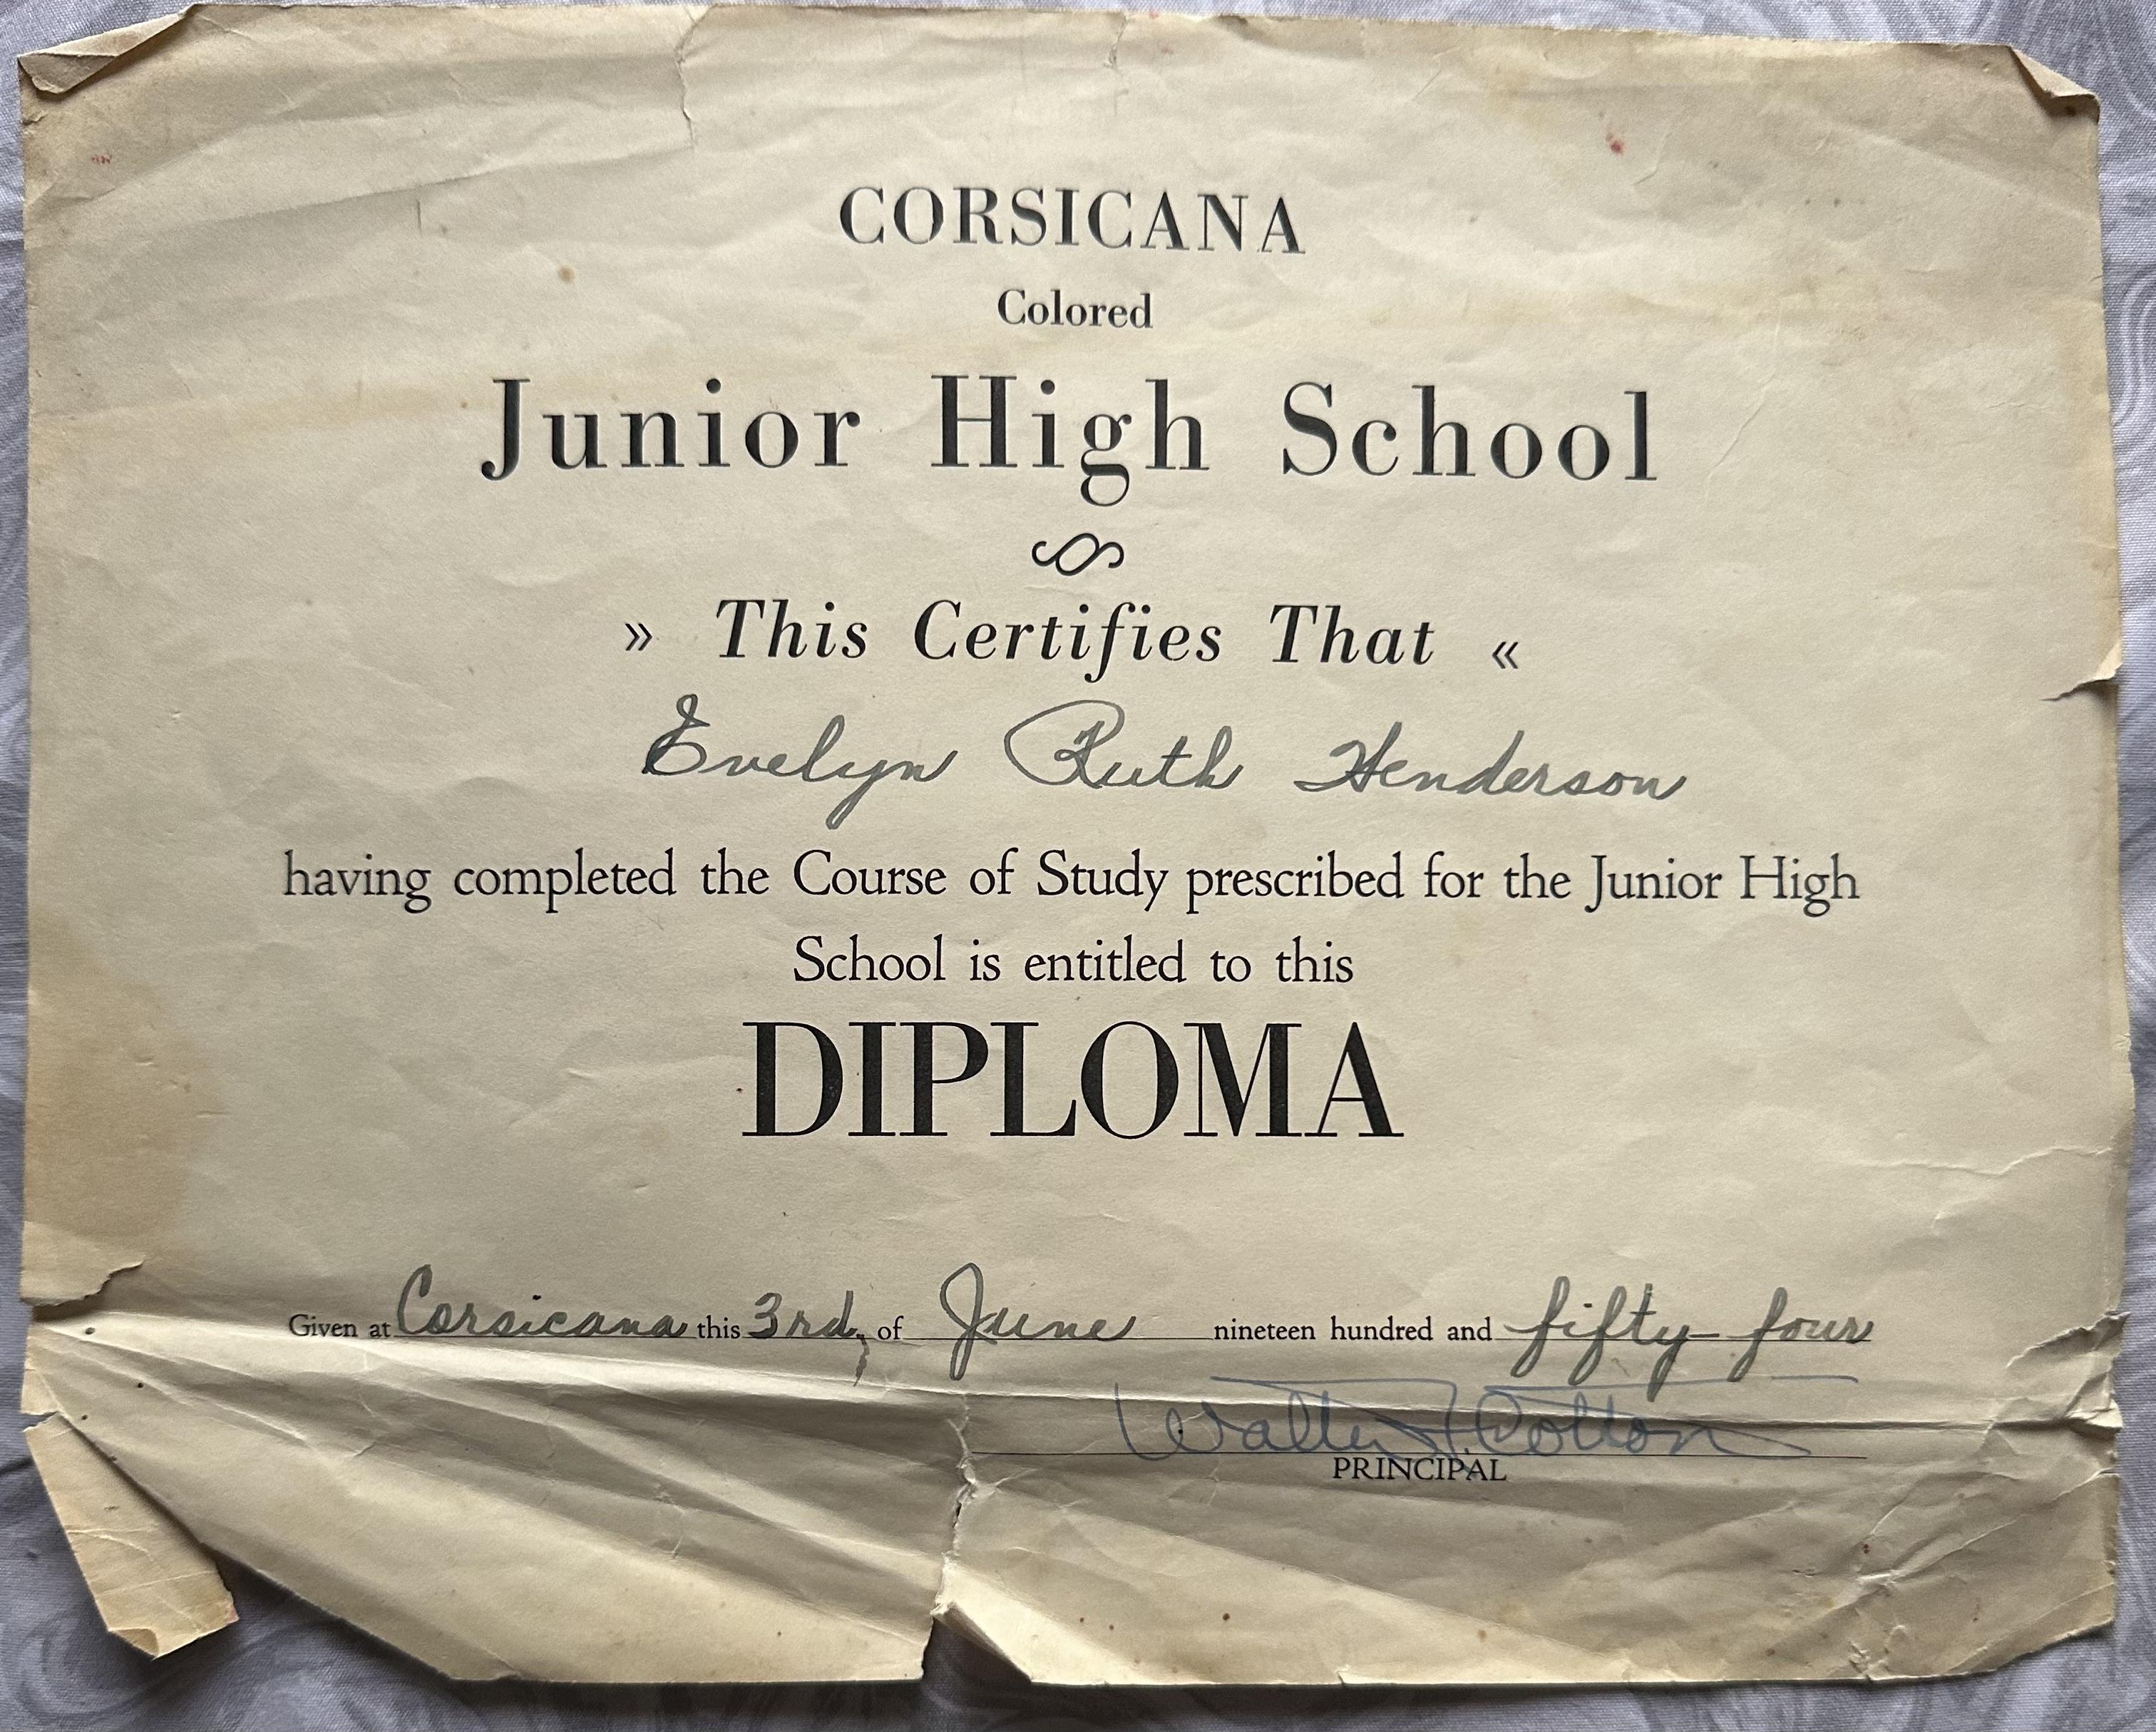 CORSICANA
Colored
Junior High School
» This Certifies That «
Evelyn Ruth Henderson
having completed the Course of Study prescribed for the Junior High
School is entitled to this
DIPLOMA
Given at Corsicana this 3rd, of June nineteen hundred and fifty-four
Walter Cotton
PRINCIPAL